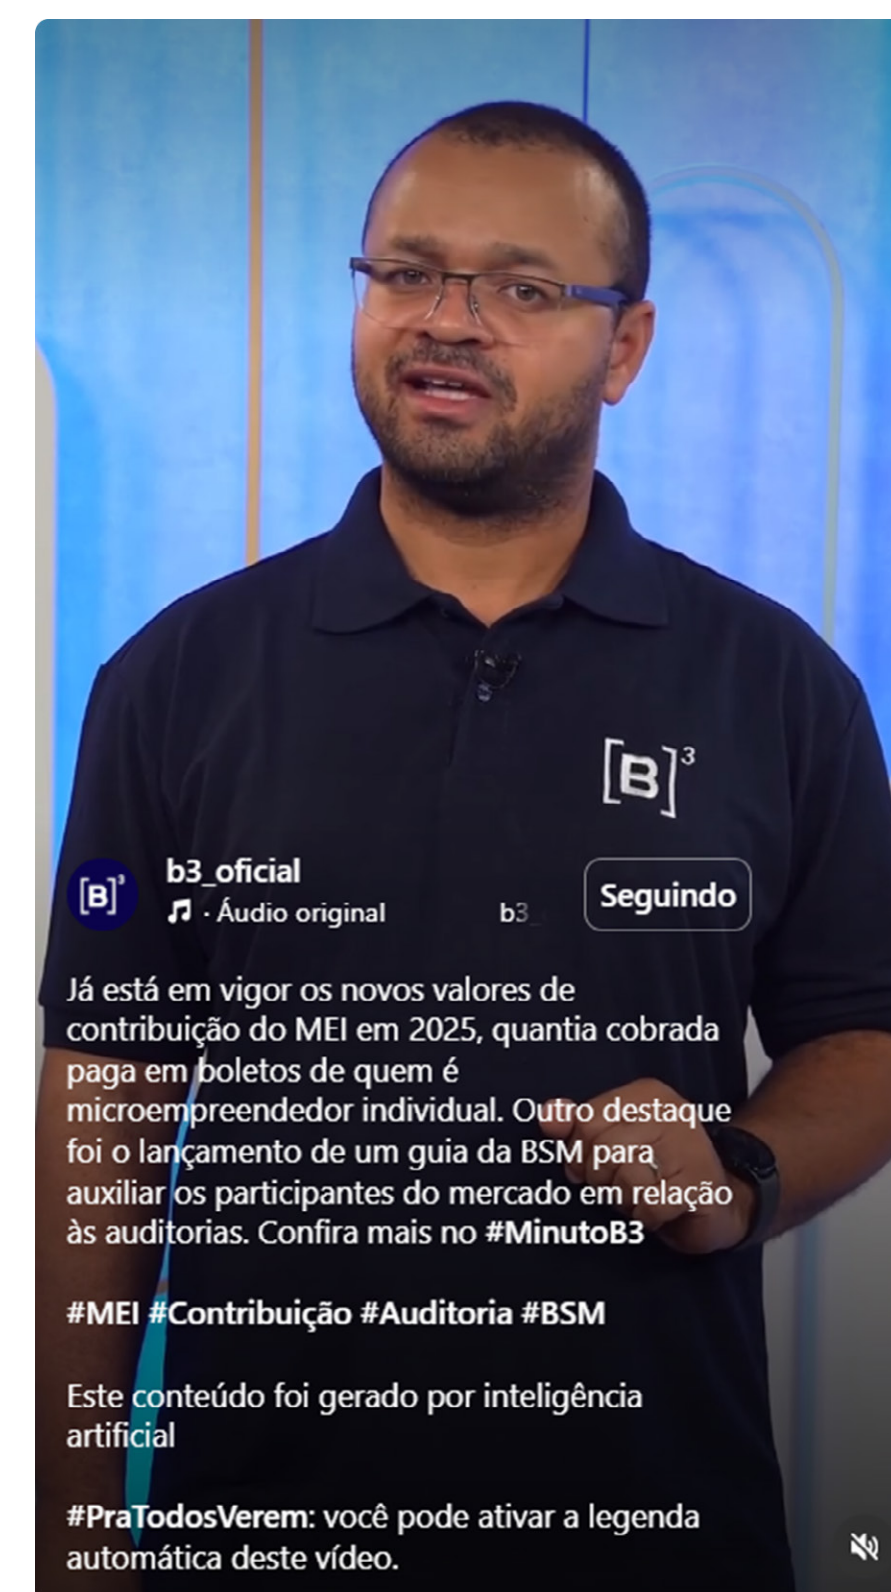 [B]³
[B]³
b3_oficial
· Áudio original
b3_
Seguindo
Já está em vigor os novos valores de
contribuição do MEI em 2025, quantia cobrada
paga em boletos de quem é
microempreendedor individual. Outro destaque
foi o lançamento de um guia da BSM para
auxiliar os participantes do mercado em relação
às auditorias. Confira mais no #MinutoB3
#MEI #Contribuição #Auditoria #BSM
Este conteúdo foi gerado por inteligência
artificial
#PraTodosVerem: você pode ativar a legenda
automática deste vídeo.